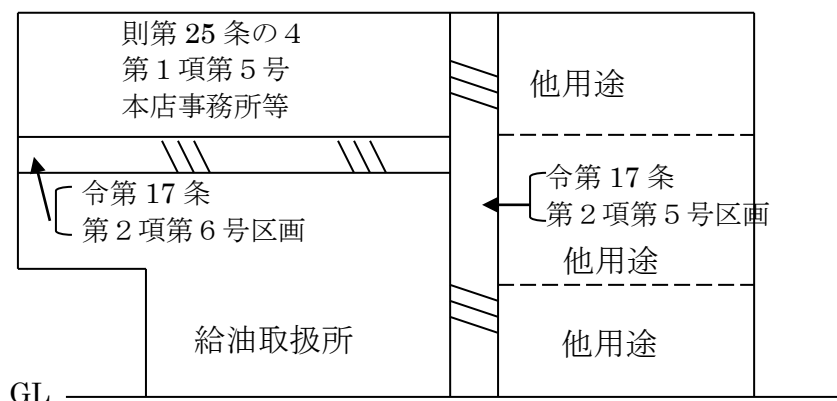 則第25条の4
第1項第5号
本店事務所等
他用途
令第17条
第2項第6号区画
令第17条
第2項第5号区画
他用途
給油取扱所
他用途
GL